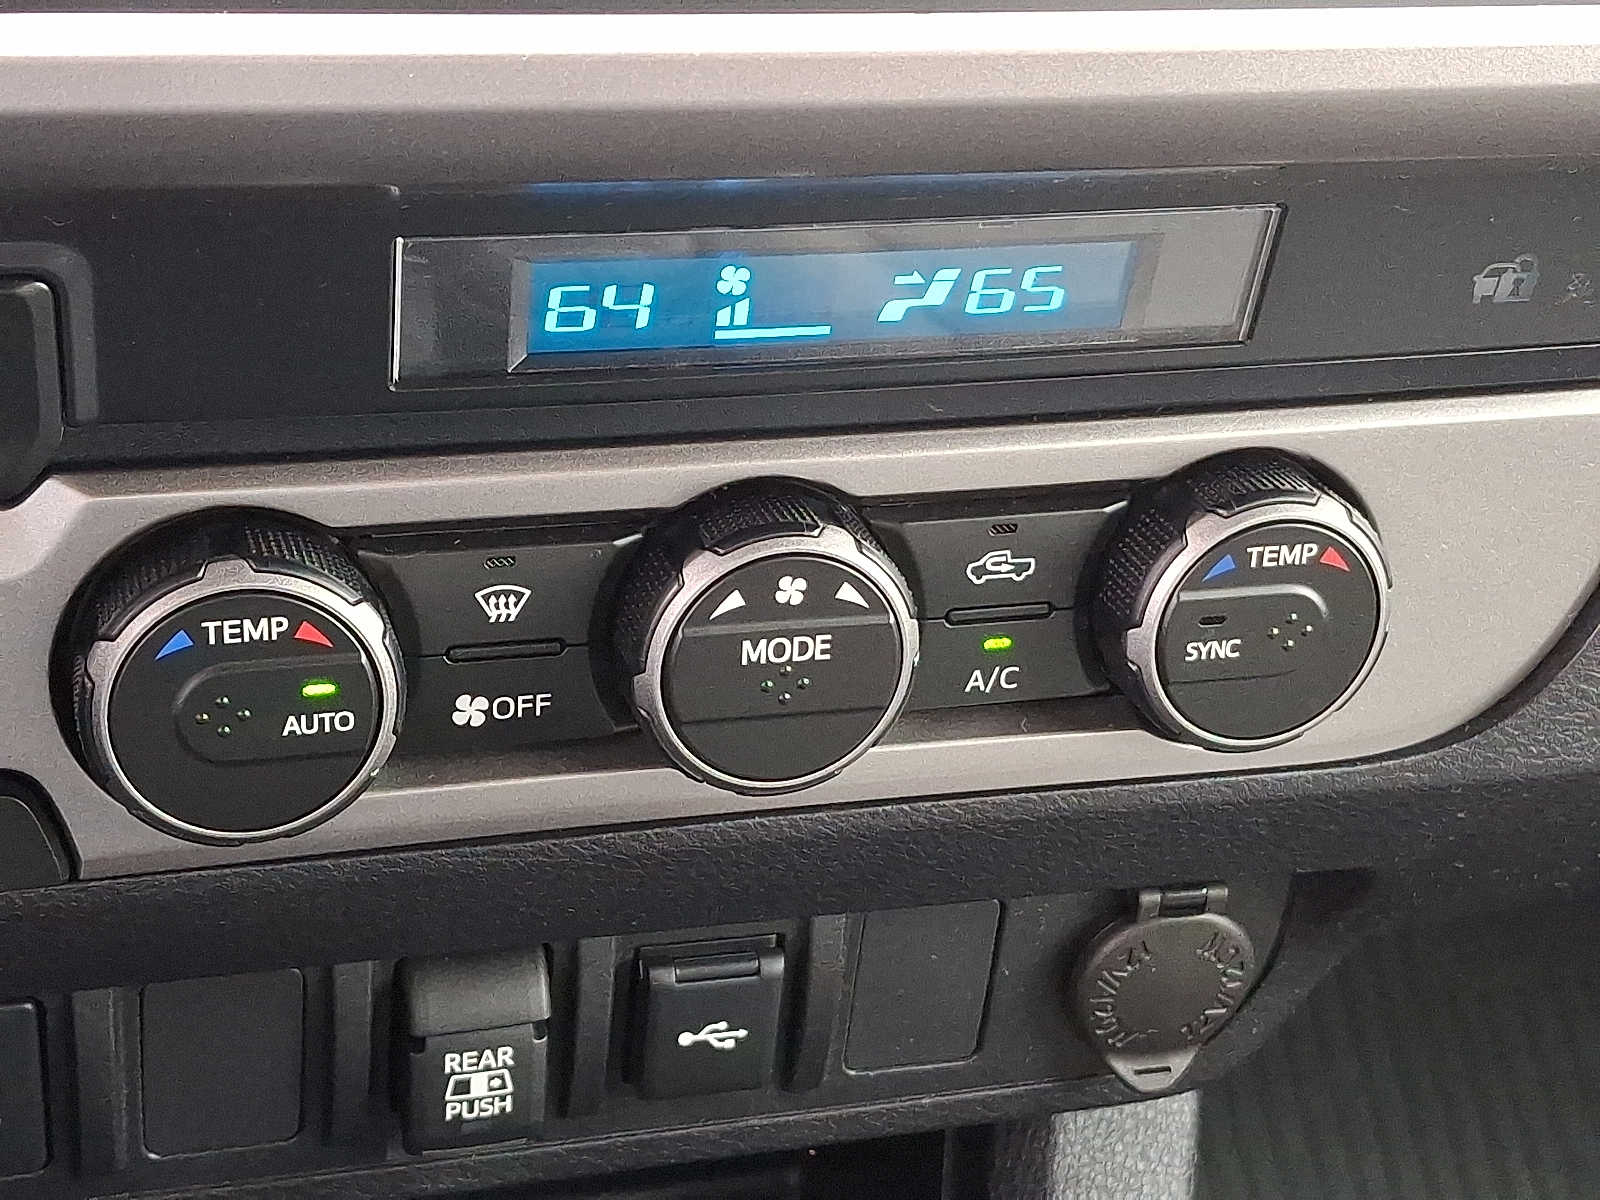 64 65
TEMP
AUTO
OFF
MODE
A/C
TEMP
SYNC
REAR
PUSH